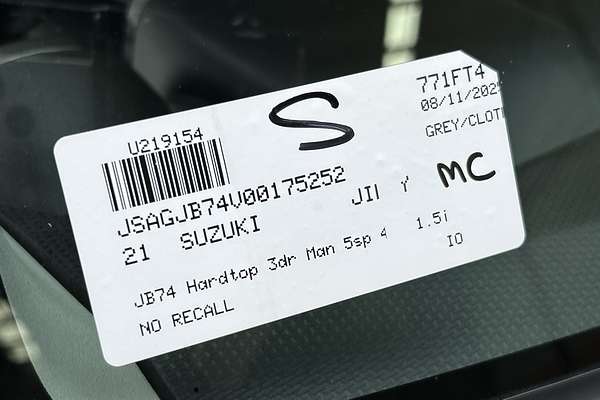 S
771FT4
08/11/202
GREY/CLOT
U219154
JSAGJB74V00175252
21 SUZUKI
MC
JB74 Hardtop 3dr Man 5sp 4 1.5i
IO
NO RECALL